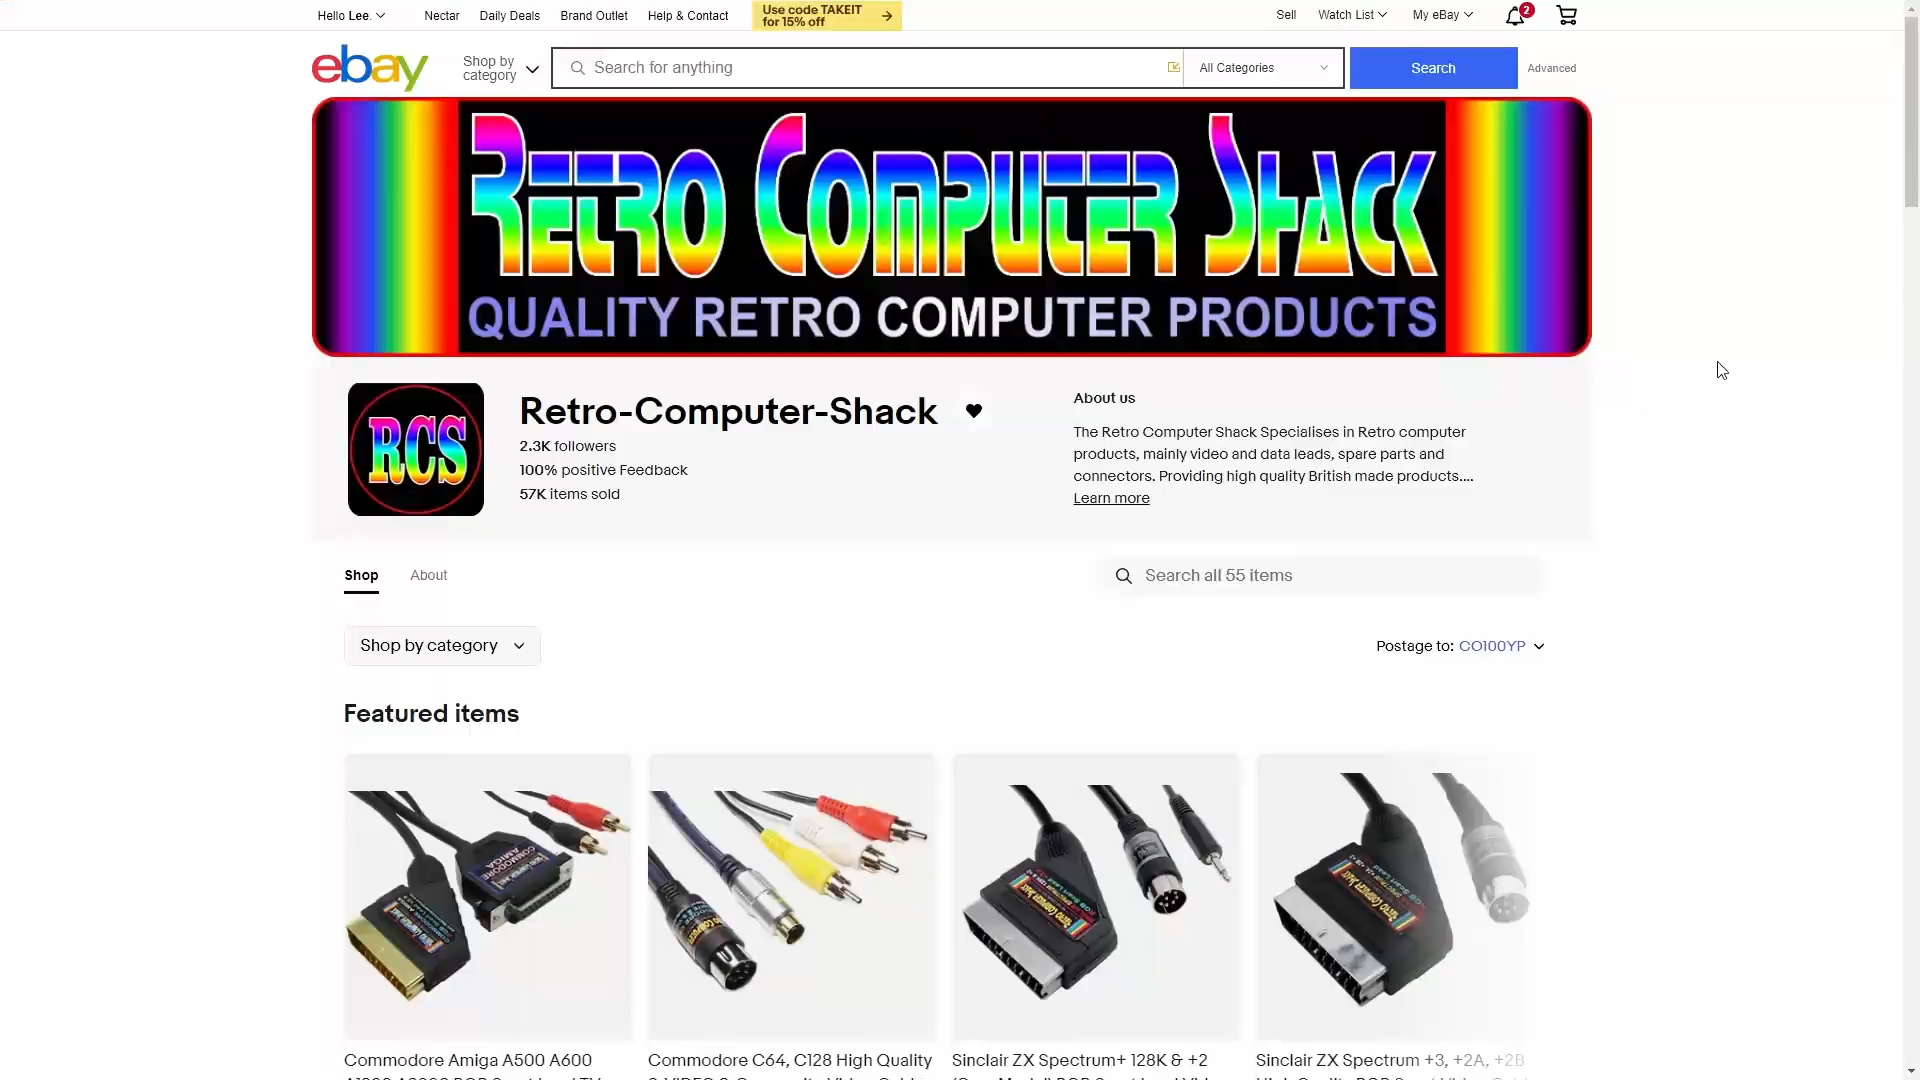 Hello Lee.
Nectar
Daily Deals
Brand Outlet
Help & Contact
Use code TAKEIT
for 15% off
Sell
Watch List
My eBay
2
ebay
Shop by
category
Search for anything
All Categories
Search
Advanced
RETRO COMPUTER SHACK
QUALITY RETRO COMPUTER PRODUCTS
RCS
Retro-Computer-Shack
2.3K followers
100% positive Feedback
57K items sold
About us
The Retro Computer Shack Specialises in Retro computer
products, mainly video and data leads, spare parts and
connectors. Providing high quality British made products....
Learn more
Shop
About
Search all 55 items
Shop by category
Postage to: CO100YP
Featured items
COMMODORE
AMIGA
Commodore Amiga A500 A600
Commodore C64, C128 High Quality
Sinclair ZX Spectrum+ 128K & +2
Sinclair ZX Spectrum +3, +2A, +2B